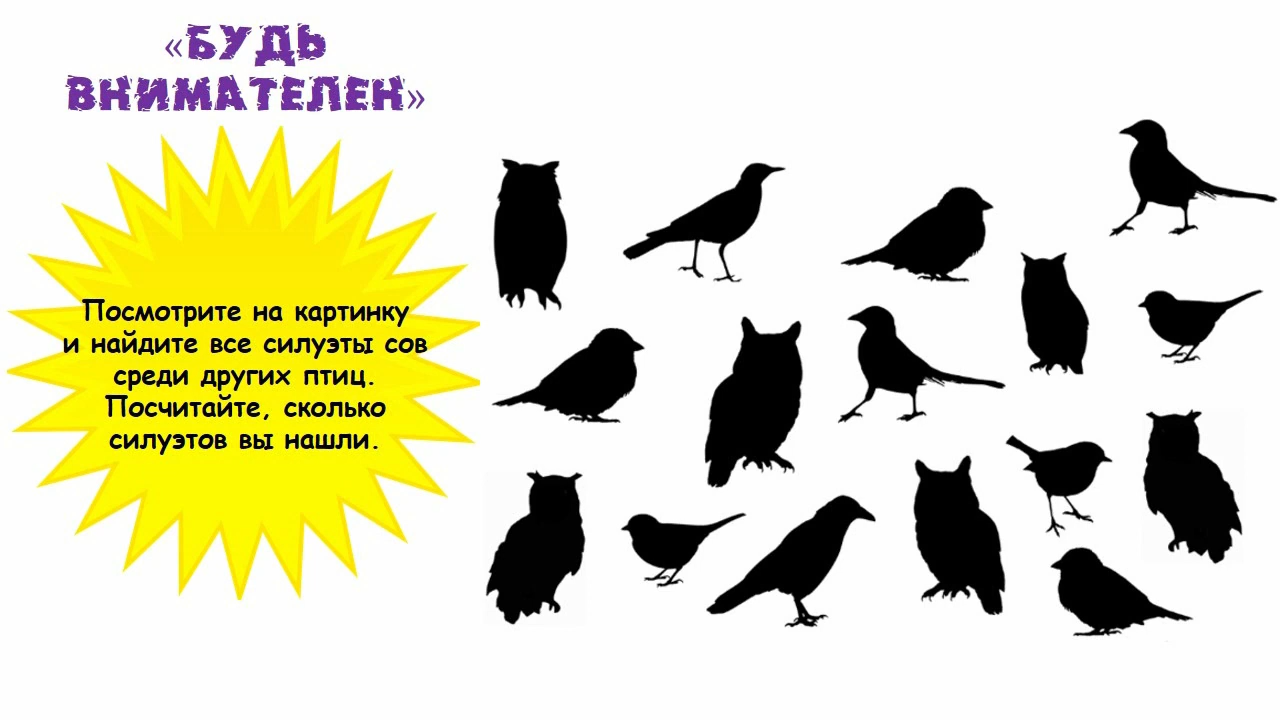 «БУДЬ
ВНИМАТЕЛЕН»
Посмотрите на картинку
и найдите все силуэты сов
среди других птиц.
Посчитайте, сколько
силуэтов вы нашли.